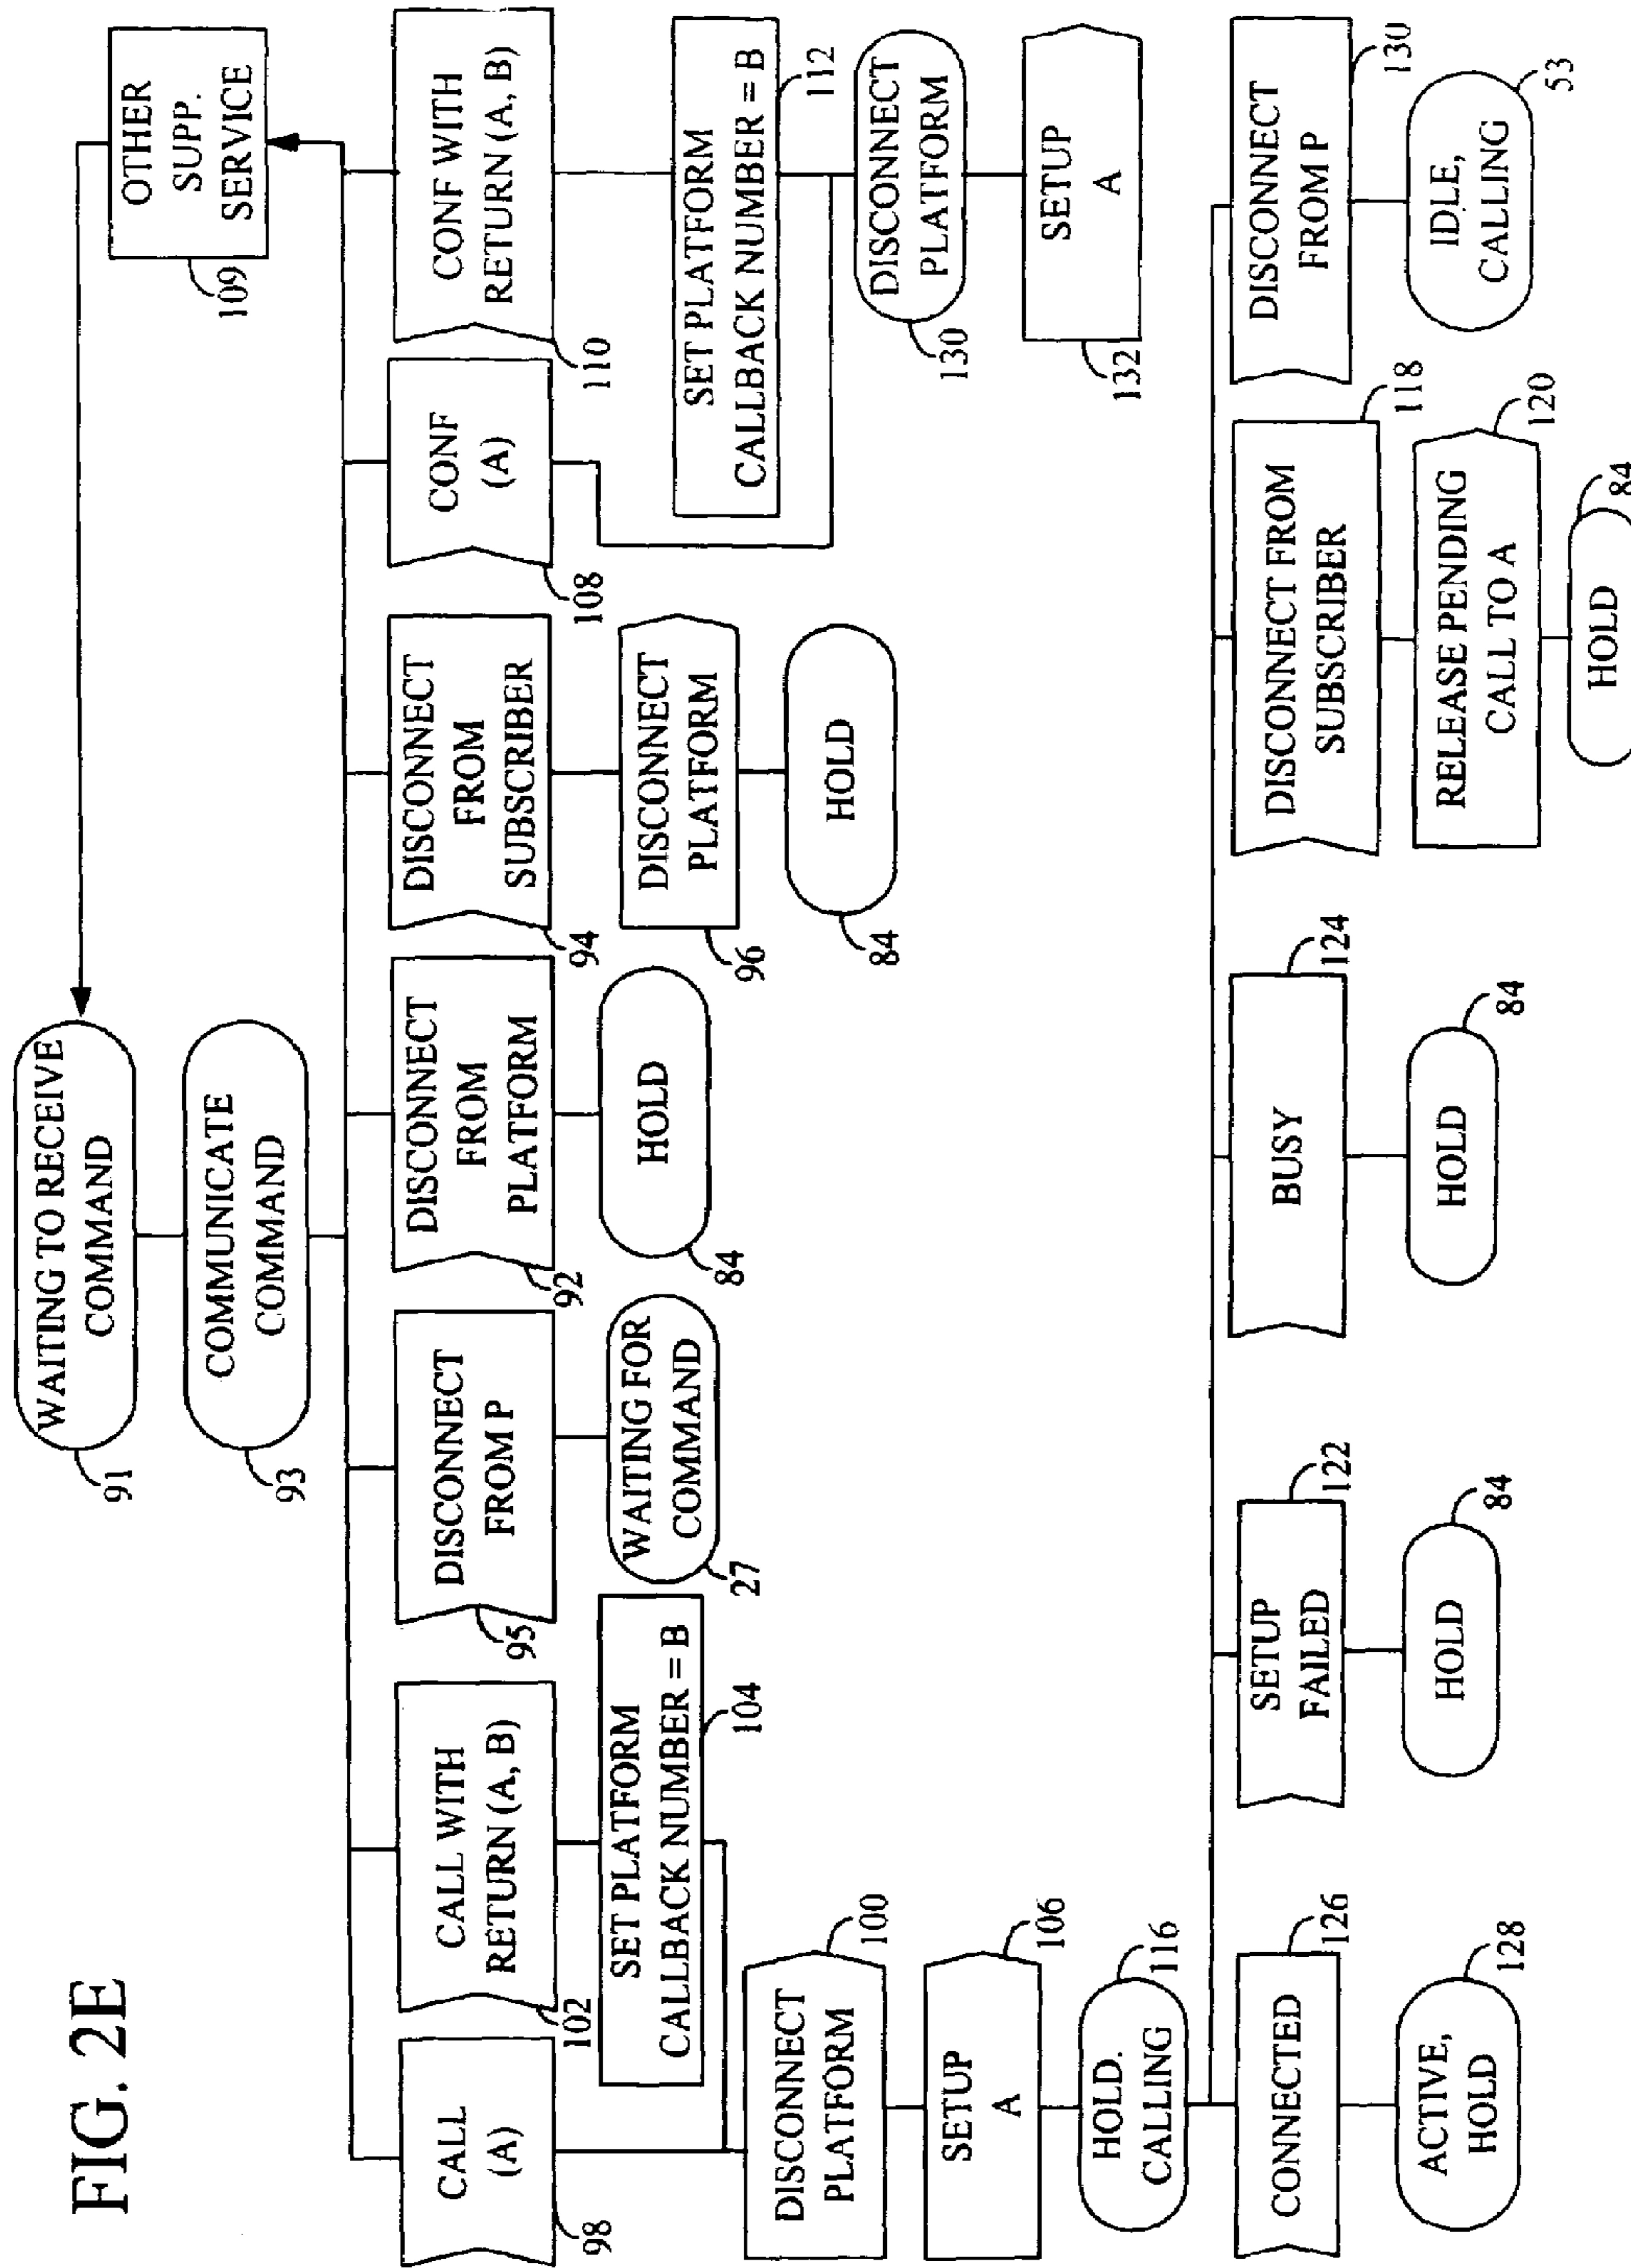 FIG. 2E
WAITING TO RECEIVE
COMMAND
91
COMMUNICATE
COMMAND
93
OTHER
SUPP.
SERVICE
109
CALL
(A)
98
CALL WITH
RETURN (A, B)
102
DISCONNECT
FROM P
95
DISCONNECT
FROM
PLATFORM
92
DISCONNECT
FROM
SUBSCRIBER
94
CONF
(A)
108
CONF WITH
RETURN (A, B)
110
SET PLATFORM
CALLBACK NUMBER = B
104
WAITING FOR
COMMAND
27
HOLD
84
DISCONNECT
PLATFORM
96
HOLD
84
SET PLATFORM
CALLBACK NUMBER = B
112
DISCONNECT
PLATFORM
130
SETUP
A
132
DISCONNECT
PLATFORM
100
SETUP
A
106
HOLD.
CALLING
116
CONNECTED
126
ACTIVE,
HOLD
128
SETUP
FAILED
122
HOLD
84
BUSY
124
HOLD
84
DISCONNECT FROM
SUBSCRIBER
118
RELEASE PENDING
CALL TO A
120
HOLD
84
DISCONNECT
FROM P
130
IDLE,
CALLING
53